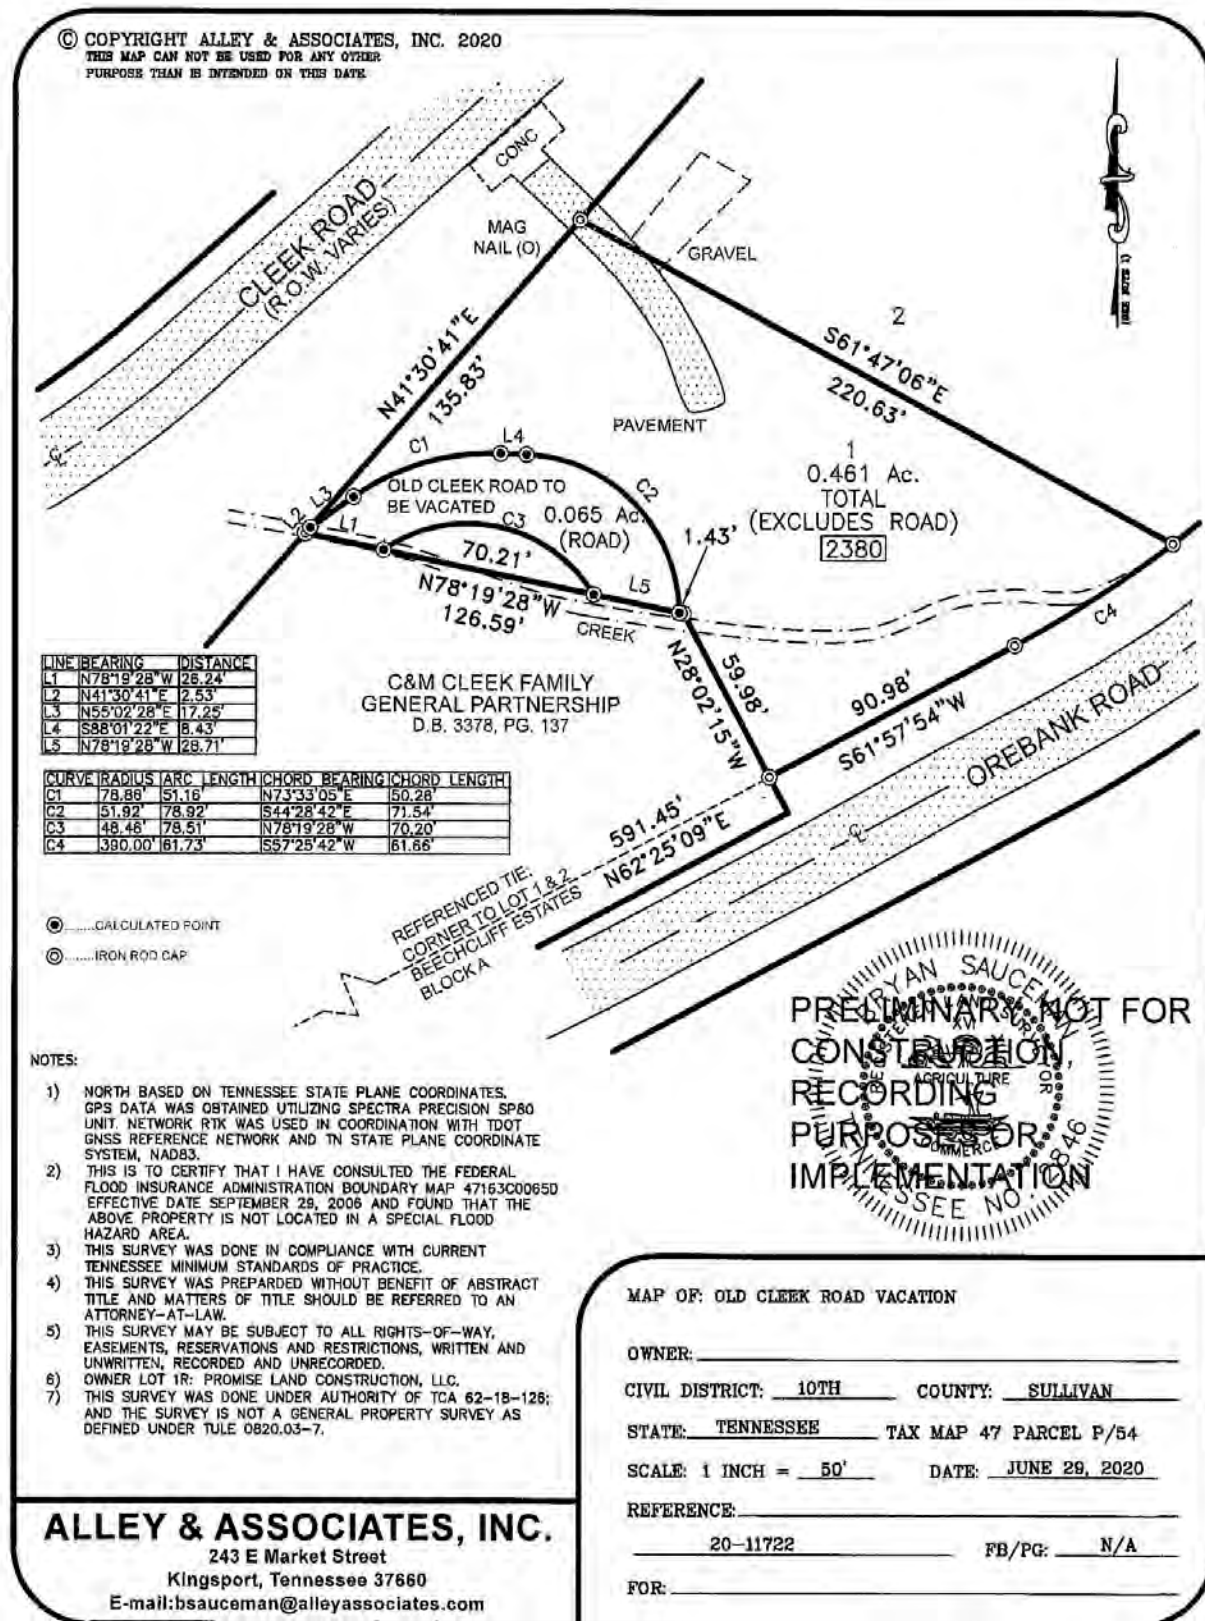 © COPYRIGHT ALLEY & ASSOCIATES, INC. 2020
THIS MAP CAN NOT BE USED FOR ANY OTHER
PURPOSE THAN IS INTENDED ON THIS DATE
CONC
CLEEK ROAD
(R.O.W. VARIES)
MAG
NAIL (O)
GRAVEL
2
N41°30'41"E
135.83'
S61°47'06"E
220.63'
PAVEMENT
C1
L4
C2
1
0.461 Ac.
TOTAL
(EXCLUDES ROAD)
2380
OLD CLEEK ROAD TO
BE VACATED
0.065 Ac.
(ROAD)
1.43'
L2
L3
L1
C3
70.21'
L5
N78°19'28"W
126.59'
CREEK
C4
N28°02'15"W
59.98'
90.98'
S61°57'54"W
OREBANK ROAD
LINE BEARING DISTANCE
L1 N78°19'28"W 26.24'
L2 N41°30'41"E 2.53'
L3 N55°02'28"E 17.25'
L4 S88°01'22"E 8.43'
L5 N78°19'28"W 28.71'
C&M CLEEK FAMILY
GENERAL PARTNERSHIP
D.B. 3378, PG. 137
CURVE RADIUS ARC LENGTH CHORD BEARING CHORD LENGTH
C1 78.86' 51.16' N73°33'05"E 50.28'
C2 51.92' 78.92' S44°28'42"E 71.54'
C3 48.46' 78.51' N78°19'28"W 70.20'
C4 390.00' 61.73' S57°25'42"W 61.66'
591.45'
N62°25'09"E
REFERENCED TIE:
CORNER TO LOT 1 & 2
BEECHCLIFF ESTATES
BLOCK A
........CALCULATED POINT
........IRON ROD CAP
PRELIMINARY, NOT FOR
CONSTRUCTION,
RECORDING
PURPOSES OR
IMPLEMENTATION
BRYAN SAUCEMAN
REGISTERED LAND SURVEYOR
XVI
AGRICULTURE
COMMERCE
TENNESSEE NO.
NOTES:
1) NORTH BASED ON TENNESSEE STATE PLANE COORDINATES.
GPS DATA WAS OBTAINED UTILIZING SPECTRA PRECISION SP80
UNIT. NETWORK RTK WAS USED IN COORDINATION WITH TDOT
GNSS REFERENCE NETWORK AND TN STATE PLANE COORDINATE
SYSTEM, NAD83.
2) THIS IS TO CERTIFY THAT I HAVE CONSULTED THE FEDERAL
FLOOD INSURANCE ADMINISTRATION BOUNDARY MAP 47163C0065D
EFFECTIVE DATE SEPTEMBER 29, 2006 AND FOUND THAT THE
ABOVE PROPERTY IS NOT LOCATED IN A SPECIAL FLOOD
HAZARD AREA.
3) THIS SURVEY WAS DONE IN COMPLIANCE WITH CURRENT
TENNESSEE MINIMUM STANDARDS OF PRACTICE.
4) THIS SURVEY WAS PREPARDED WITHOUT BENEFIT OF ABSTRACT
TITLE AND MATTERS OF TITLE SHOULD BE REFERRED TO AN
ATTORNEY-AT-LAW.
5) THIS SURVEY MAY BE SUBJECT TO ALL RIGHTS-OF-WAY,
EASEMENTS, RESERVATIONS AND RESTRICTIONS, WRITTEN AND
UNWRITTEN, RECORDED AND UNRECORDED.
6) OWNER LOT 1R: PROMISE LAND CONSTRUCTION, LLC.
7) THIS SURVEY WAS DONE UNDER AUTHORITY OF TCA 62-18-126;
AND THE SURVEY IS NOT A GENERAL PROPERTY SURVEY AS
DEFINED UNDER TULE 0820.03-7.
MAP OF: OLD CLEEK ROAD VACATION
OWNER:
CIVIL DISTRICT: 10TH COUNTY: SULLIVAN
STATE: TENNESSEE TAX MAP 47 PARCEL P/54
SCALE: 1 INCH = 50' DATE: JUNE 29, 2020
REFERENCE:
20-11722 FB/PG: N/A
FOR:
ALLEY & ASSOCIATES, INC.
243 E Market Street
Kingsport, Tennessee 37660
E-mail:bsauceman@alleyassociates.com